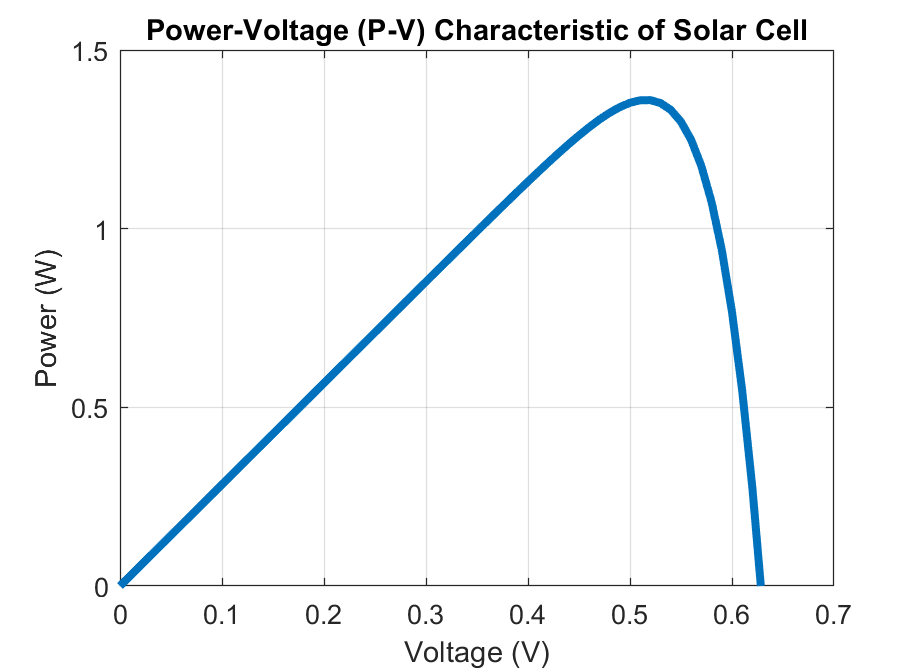 Power-Voltage (P-V) Characteristic of Solar Cell
1.5
1
0.5
0
Power (W)
0 0.1 0.2 0.3 0.4 0.5 0.6 0.7
Voltage (V)